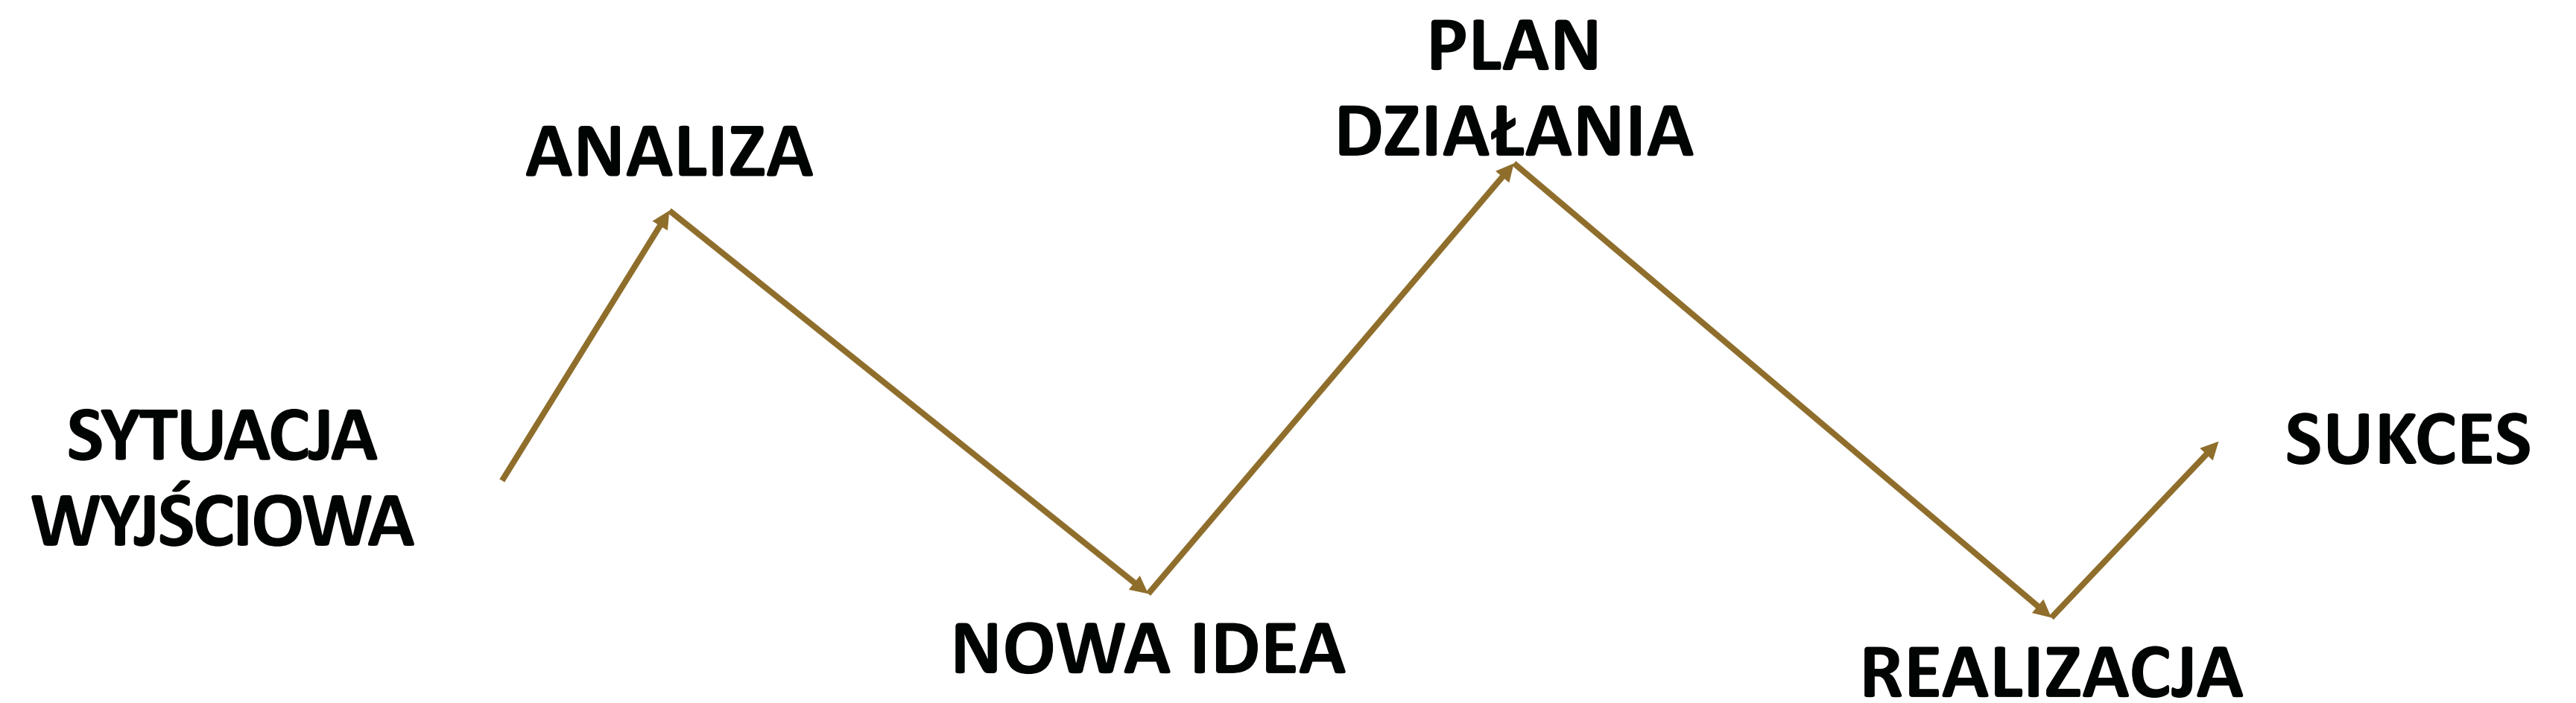 SYTUACJA
WYJŚCIOWA
ANALIZA
NOWA IDEA
PLAN
DZIAŁANIA
REALIZACJA
SUKCES